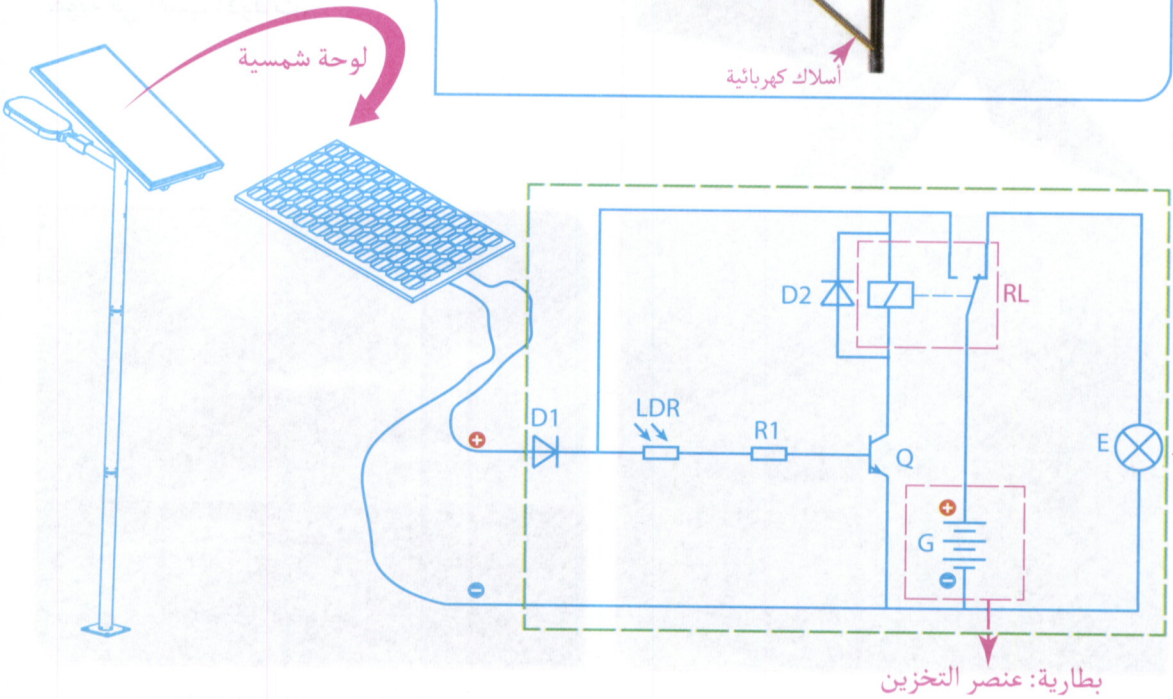 أسلاك كهربائية
لوحة شمسية
D2
RL
D1
LDR
R1
Q
E
+
G
+
-
-
بطارية: عنصر التخزين